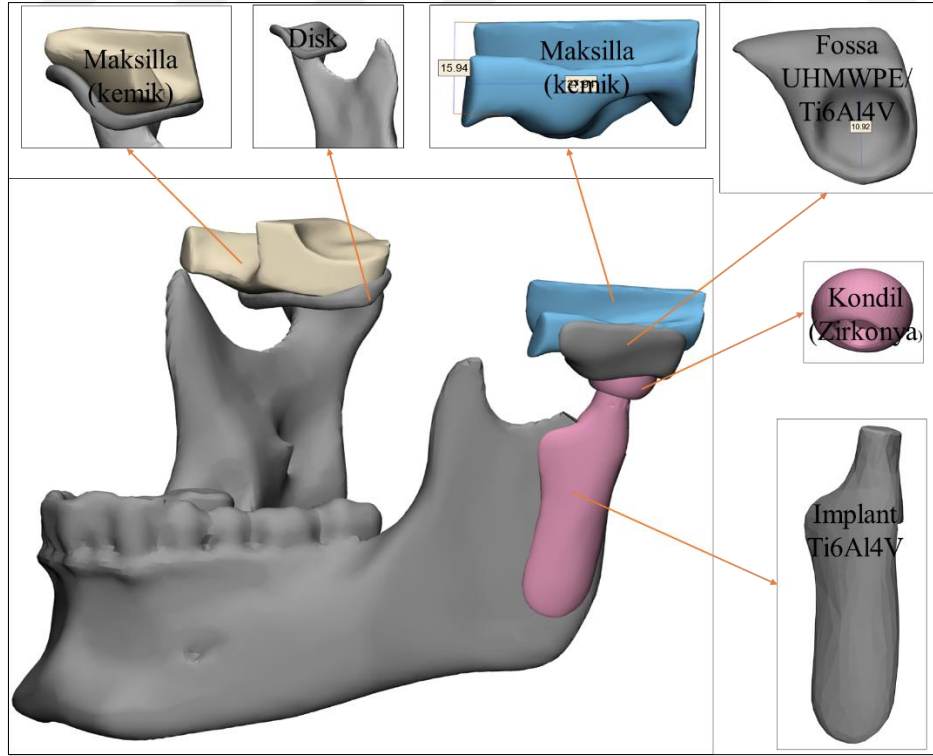 Maksilla
(kemik)
Disk
Maksilla
(kemik)
15.94
Fossa
UHMWPE/
Ti6Al4V
10.92
Kondil
(Zirkonya)
Implant
Ti6Al4V